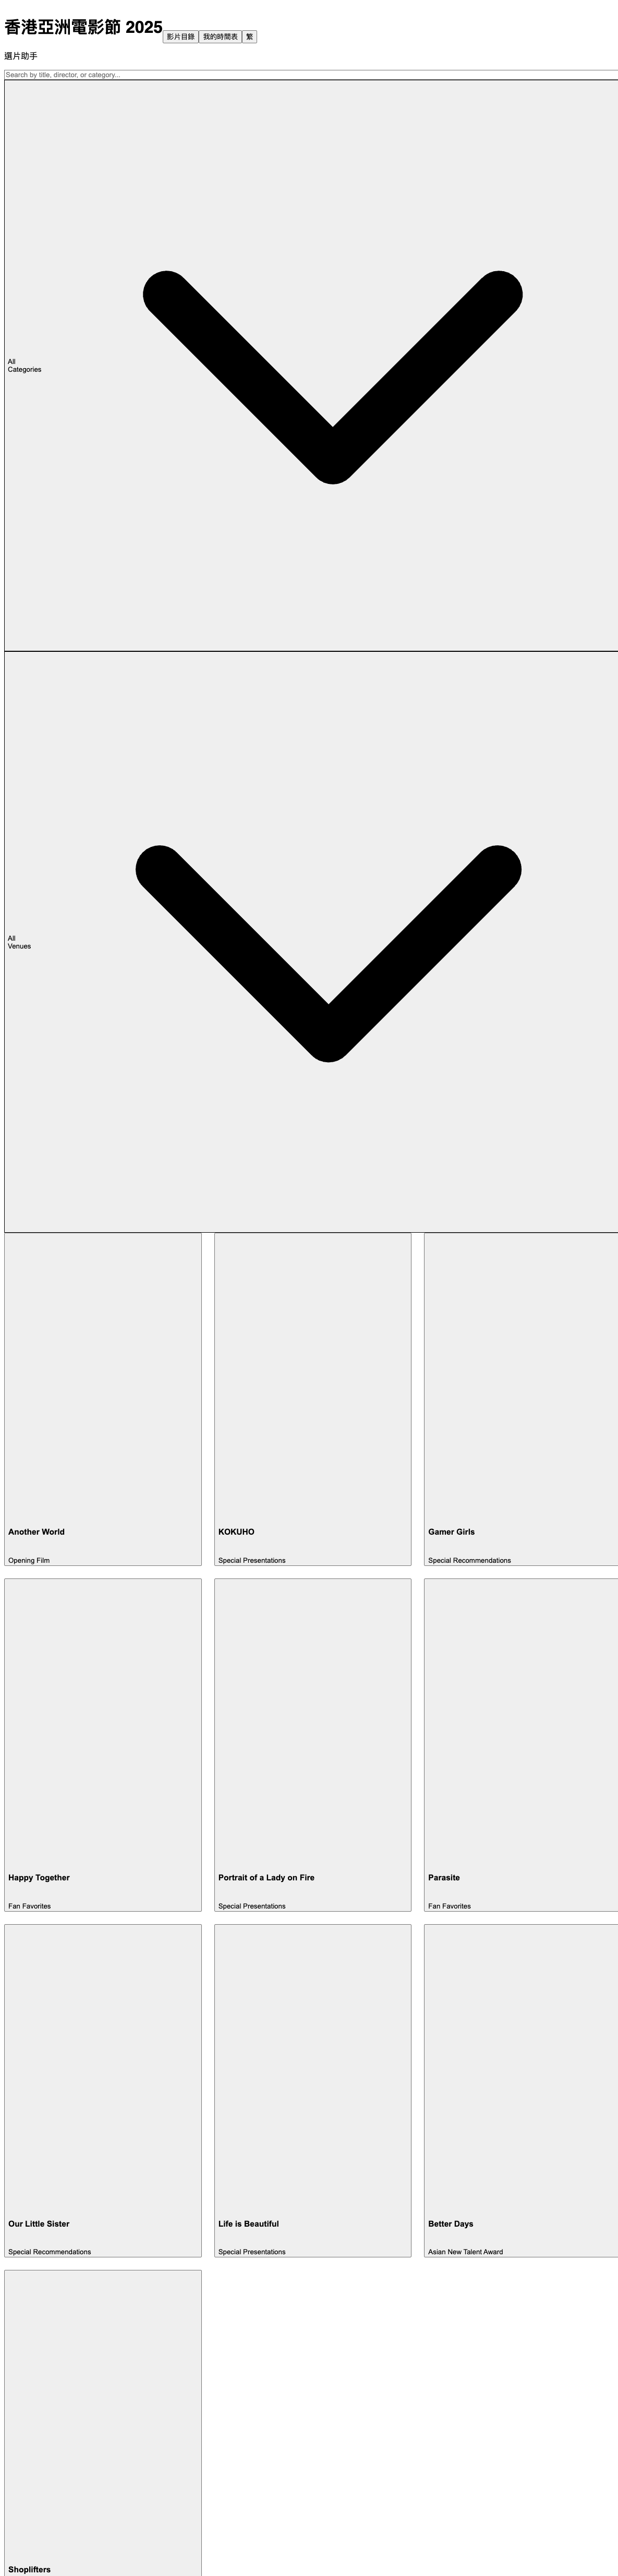 香港亞洲電影節 2025
影片目錄 我的時間表 繁
選片助手
Search by title, director, or category...
All
Categories
All
Venues
Another World
Opening Film
KOKUHO
Special Presentations
Gamer Girls
Special Recommendations
Happy Together
Fan Favorites
Portrait of a Lady on Fire
Special Presentations
Parasite
Fan Favorites
Our Little Sister
Special Recommendations
Life is Beautiful
Special Presentations
Better Days
Asian New Talent Award
Shoplifters